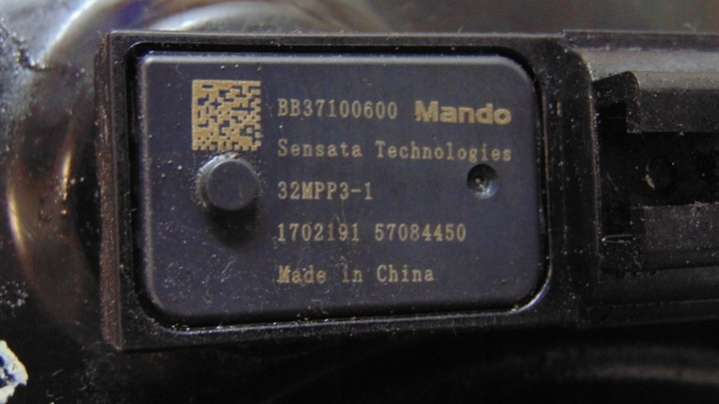 BB37100600 Mando
Sensata Technologies
32MPP3-1
1702191 57084450
Made in China